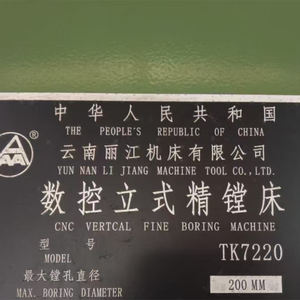 中华人民共和国
THE PEOPLE'S REPUBLIC OF CHINA
云南丽江机床有限公司
YUN NAN LI JIANG MACHINE TOOL CO.,LTD.
数控立式精镗床
CNC VERTCAL FINE BORING MACHINE
型 号 TK7220
MODEL
最大镗孔直径 200 MM
MAX. BORING DIAMETER
®